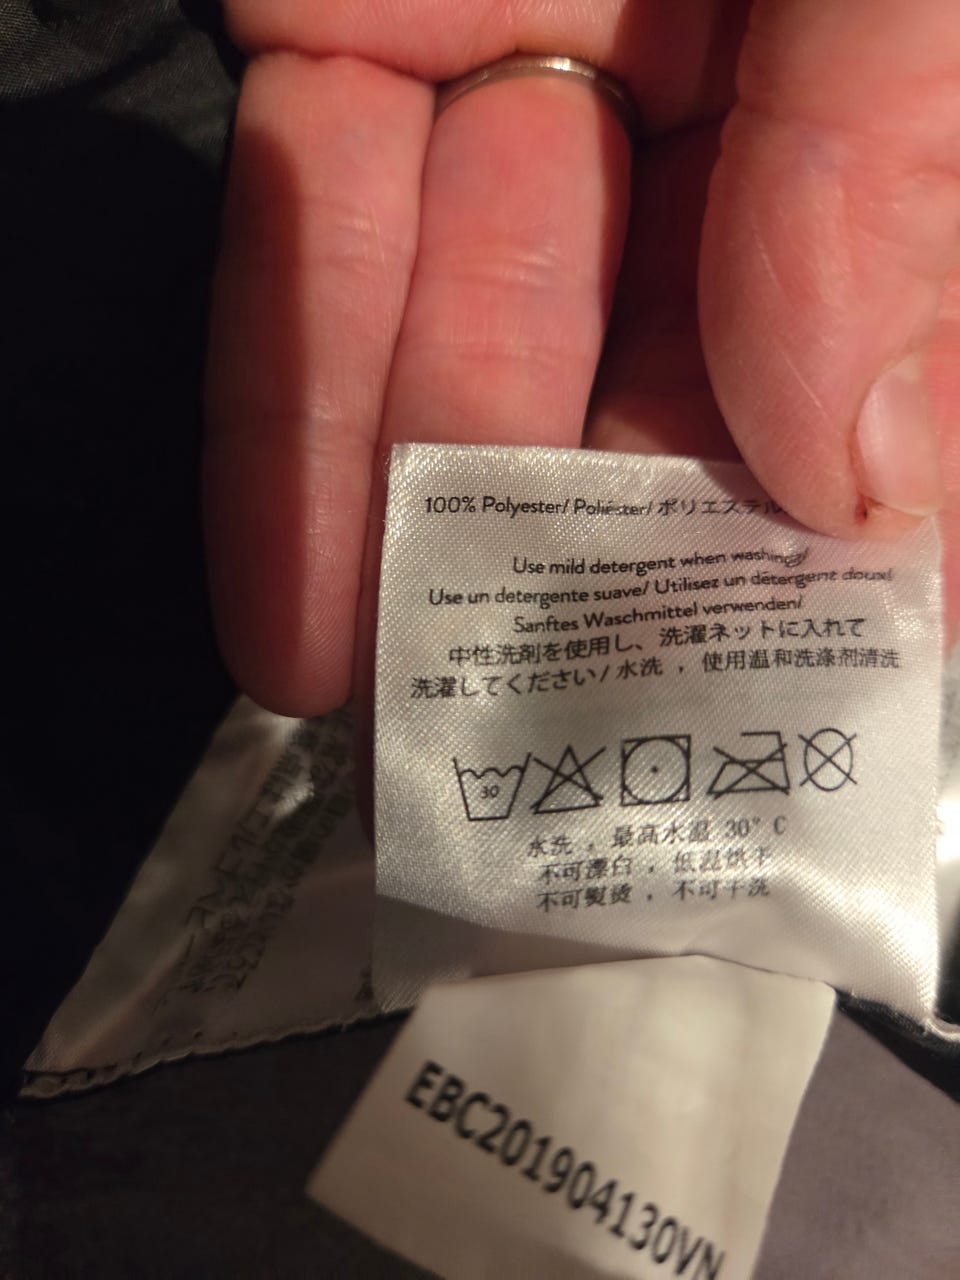 100% Polyester/ Poliéster/ ポリエステル
Use mild detergent when washing/
Use un detergente suave/ Utilisez un détergent doux/
Sanftes Waschmittel verwenden/
中性洗剤を使用し、洗濯ネットに入れて
洗濯してください/ 水洗 ，使用温和洗涤剂清洗
30
水洗 ，最高水温 30° C
不可漂白 ，低温烘干
不可熨烫 ，不可干洗
EBC201904130VN